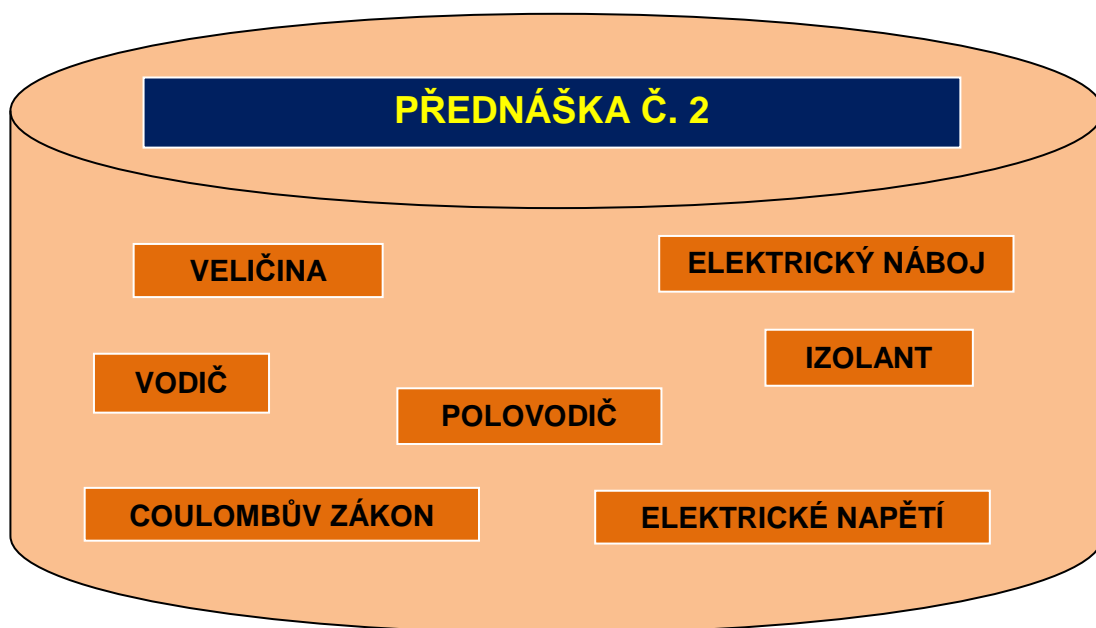 PŘEDNÁŠKA Č. 2
VELIČINA
ELEKTRICKÝ NÁBOJ
VODIČ
IZOLANT
POLOVODIČ
COULOMBŮV ZÁKON
ELEKTRICKÉ NAPĚTÍ